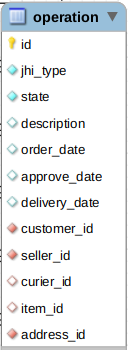 operation
id
jhi_type
state
description
order_date
approve_date
delivery_date
customer_id
seller_id
curier_id
item_id
address_id